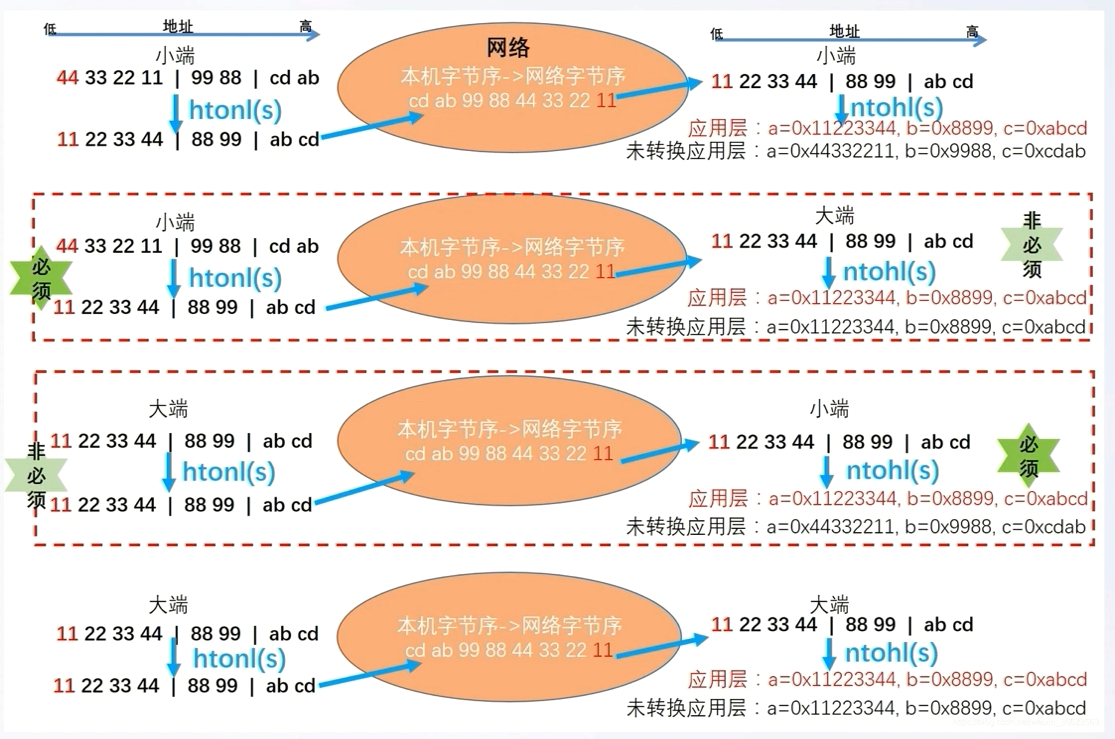 低 地址 高
小端
44 33 22 11 | 99 88 | cd ab
htonl(s)
11 22 33 44 | 88 99 | ab cd
网络
本机字节序->网络字节序
cd ab 99 88 44 33 22 11
低 地址 高
小端
11 22 33 44 | 88 99 | ab cd
ntohl(s)
应用层：a=0x11223344, b=0x8899, c=0xabcd
未转换应用层：a=0x44332211, b=0x9988, c=0xcdab
必须
小端
44 33 22 11 | 99 88 | cd ab
htonl(s)
11 22 33 44 | 88 99 | ab cd
本机字节序->网络字节序
cd ab 99 88 44 33 22 11
大端
11 22 33 44 | 88 99 | ab cd
ntohl(s)
应用层：a=0x11223344, b=0x8899, c=0xabcd
未转换应用层：a=0x11223344, b=0x8899, c=0xabcd
非必须
非必须
大端
11 22 33 44 | 88 99 | ab cd
htonl(s)
11 22 33 44 | 88 99 | ab cd
本机字节序->网络字节序
cd ab 99 88 44 33 22 11
小端
11 22 33 44 | 88 99 | ab cd
ntohl(s)
应用层：a=0x11223344, b=0x8899, c=0xabcd
未转换应用层：a=0x44332211, b=0x9988, c=0xcdab
必须
大端
11 22 33 44 | 88 99 | ab cd
htonl(s)
11 22 33 44 | 88 99 | ab cd
本机字节序->网络字节序
cd ab 99 88 44 33 22 11
大端
11 22 33 44 | 88 99 | ab cd
ntohl(s)
应用层：a=0x11223344, b=0x8899, c=0xabcd
未转换应用层：a=0x11223344, b=0x8899, c=0xabcd